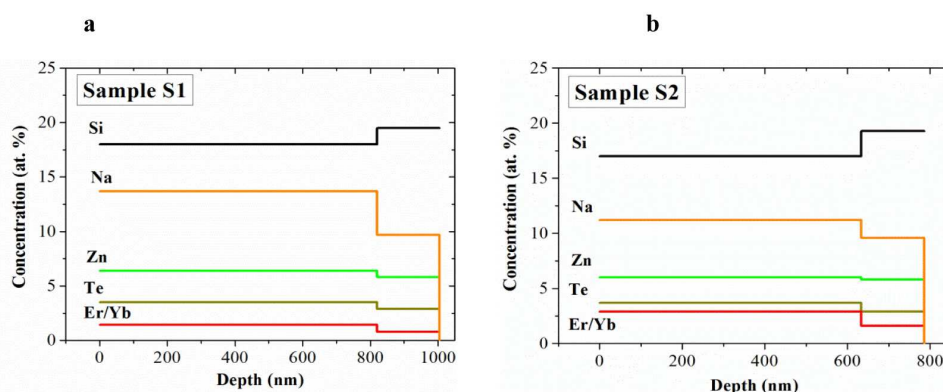 a
b
Sample S1
Si
Na
Zn
Te
Er/Yb
Concentration (at. %)
25
20
15
10
5
0
0 200 400 600 800 1000
Depth (nm)
Sample S2
Si
Na
Zn
Te
Er/Yb
Concentration (at. %)
25
20
15
10
5
0
0 200 400 600 800
Depth (nm)